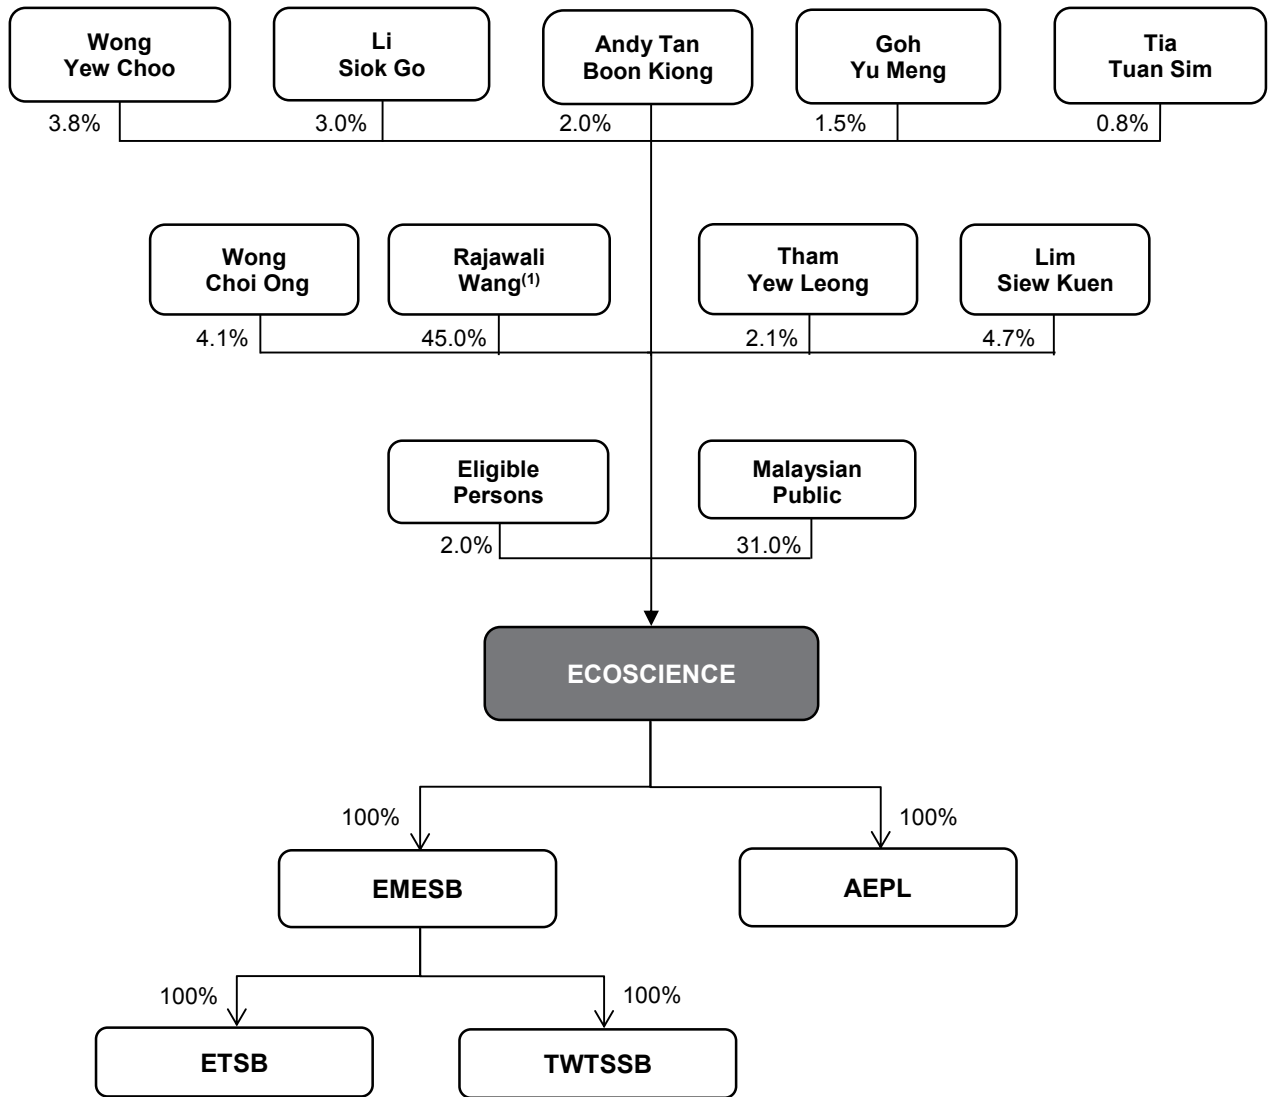 Wong
Yew Choo
Li
Siok Go
Andy Tan
Boon Kiong
Goh
Yu Meng
Tia
Tuan Sim
3.8%
3.0%
2.0%
1.5%
0.8%
Wong
Choi Ong
Rajawali
Wang(1)
Tham
Yew Leong
Lim
Siew Kuen
4.1%
45.0%
2.1%
4.7%
Eligible
Persons
Malaysian
Public
2.0%
31.0%
ECOSCIENCE
100%
100%
EMESB
AEPL
100%
100%
ETSB
TWTSSB